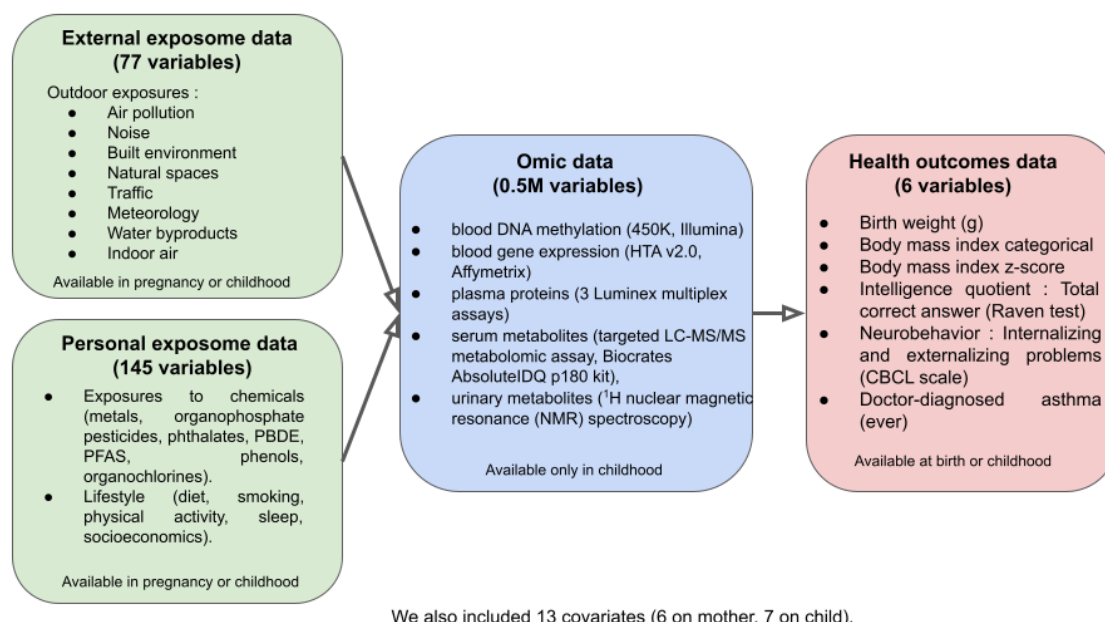 External exposome data
(77 variables)
Outdoor exposures :
● Air pollution
● Noise
● Built environment
● Natural spaces
● Traffic
● Meteorology
● Water byproducts
● Indoor air
Available in pregnancy or childhood
Personal exposome data
(145 variables)
● Exposures to chemicals
(metals, organophosphate
pesticides, phthalates, PBDE,
PFAS, phenols,
organochlorines).
● Lifestyle (diet, smoking,
physical activity, sleep,
socioeconomics).
Available in pregnancy or childhood
Omic data
(0.5M variables)
● blood DNA methylation (450K, Illumina)
● blood gene expression (HTA v2.0,
Affymetrix)
● plasma proteins (3 Luminex multiplex
assays)
● serum metabolites (targeted LC-MS/MS
metabolomic assay, Biocrates
AbsoluteIDQ p180 kit),
● urinary metabolites (¹H nuclear magnetic
resonance (NMR) spectroscopy)
Available only in childhood
Health outcomes data
(6 variables)
● Birth weight (g)
● Body mass index categorical
● Body mass index z-score
● Intelligence quotient : Total
correct answer (Raven test)
● Neurobehavior : Internalizing
and externalizing problems
(CBCL scale)
● Doctor-diagnosed asthma
(ever)
Available at birth or childhood
We also included 13 covariates (6 on mother, 7 on child).